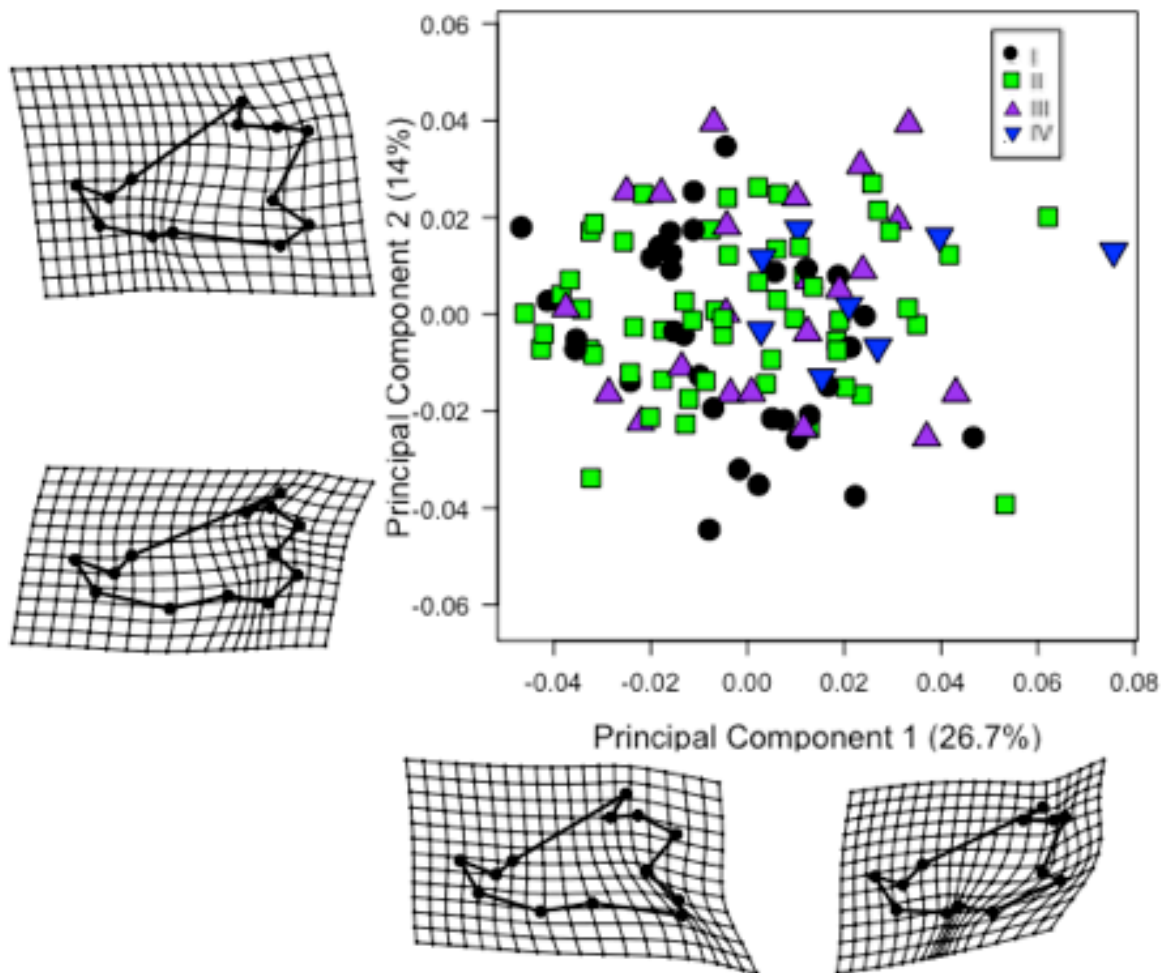 0.06
0.04
0.02
0.00
-0.02
-0.04
-0.06
Principal Component 2 (14%)
I
II
III
IV
-0.04 -0.02 0.00 0.02 0.04 0.06 0.08
Principal Component 1 (26.7%)